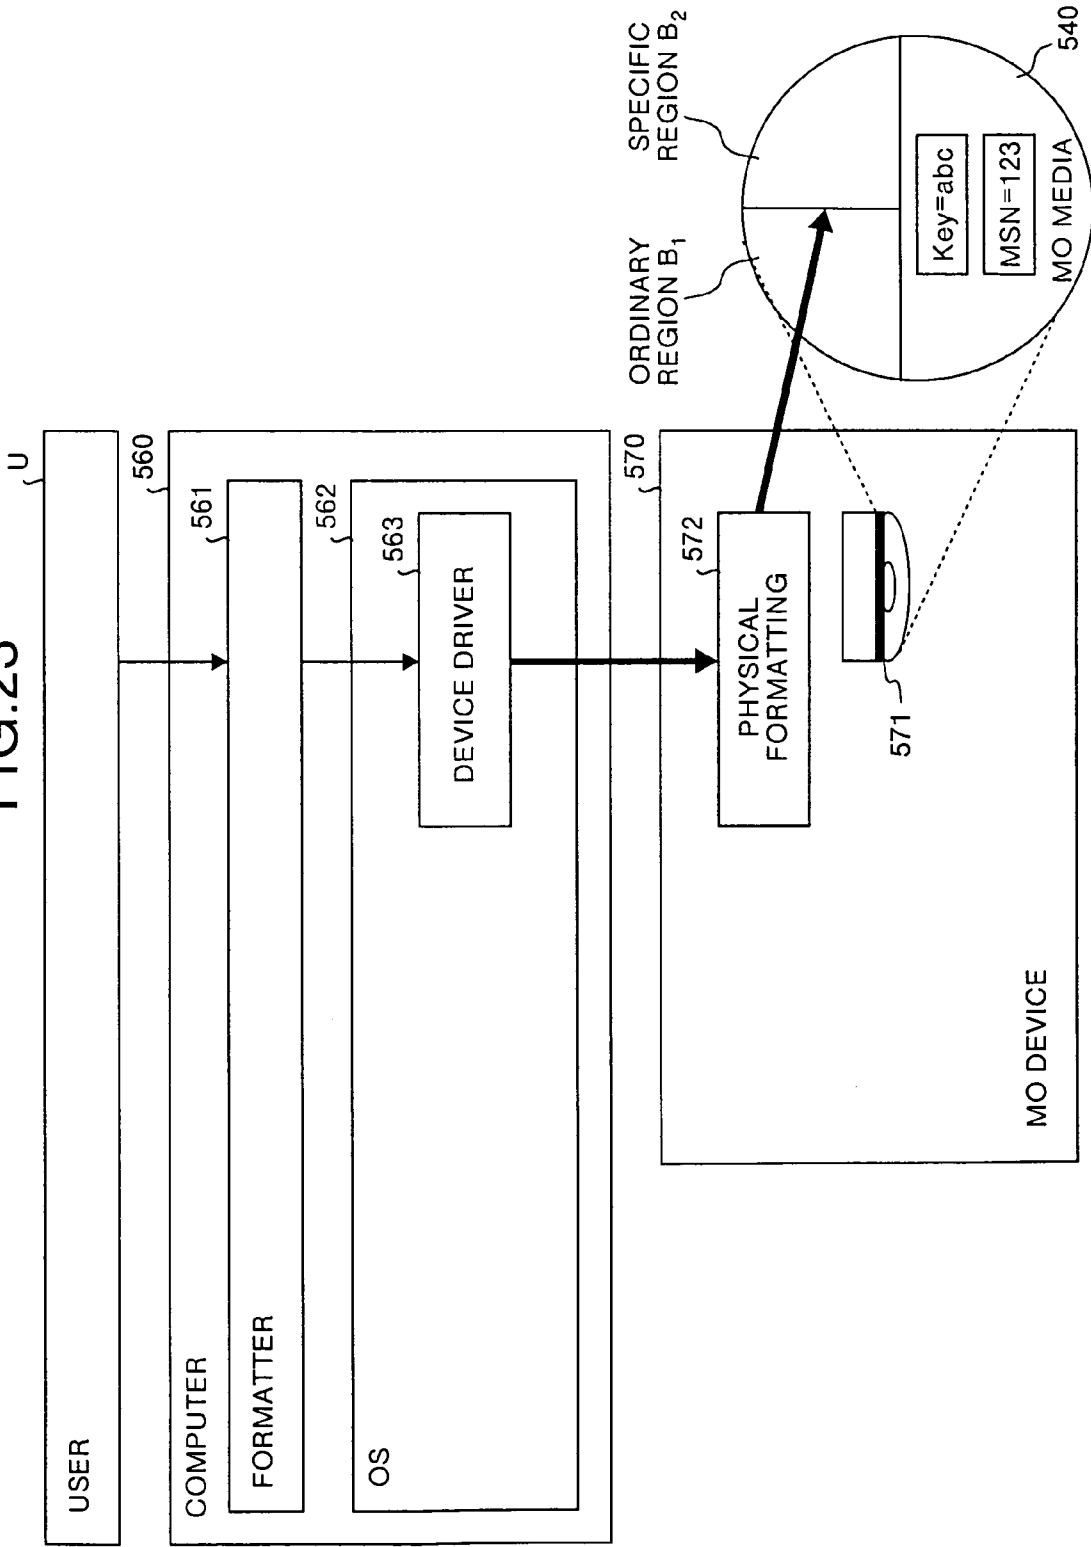 FIG.25
USER
U
COMPUTER
560
FORMATTER
561
OS
562
DEVICE DRIVER
563
570
PHYSICAL
FORMATTING
572
571
MO DEVICE
ORDINARY
REGION B1
SPECIFIC
REGION B2
Key=abc
MSN=123
MO MEDIA
540